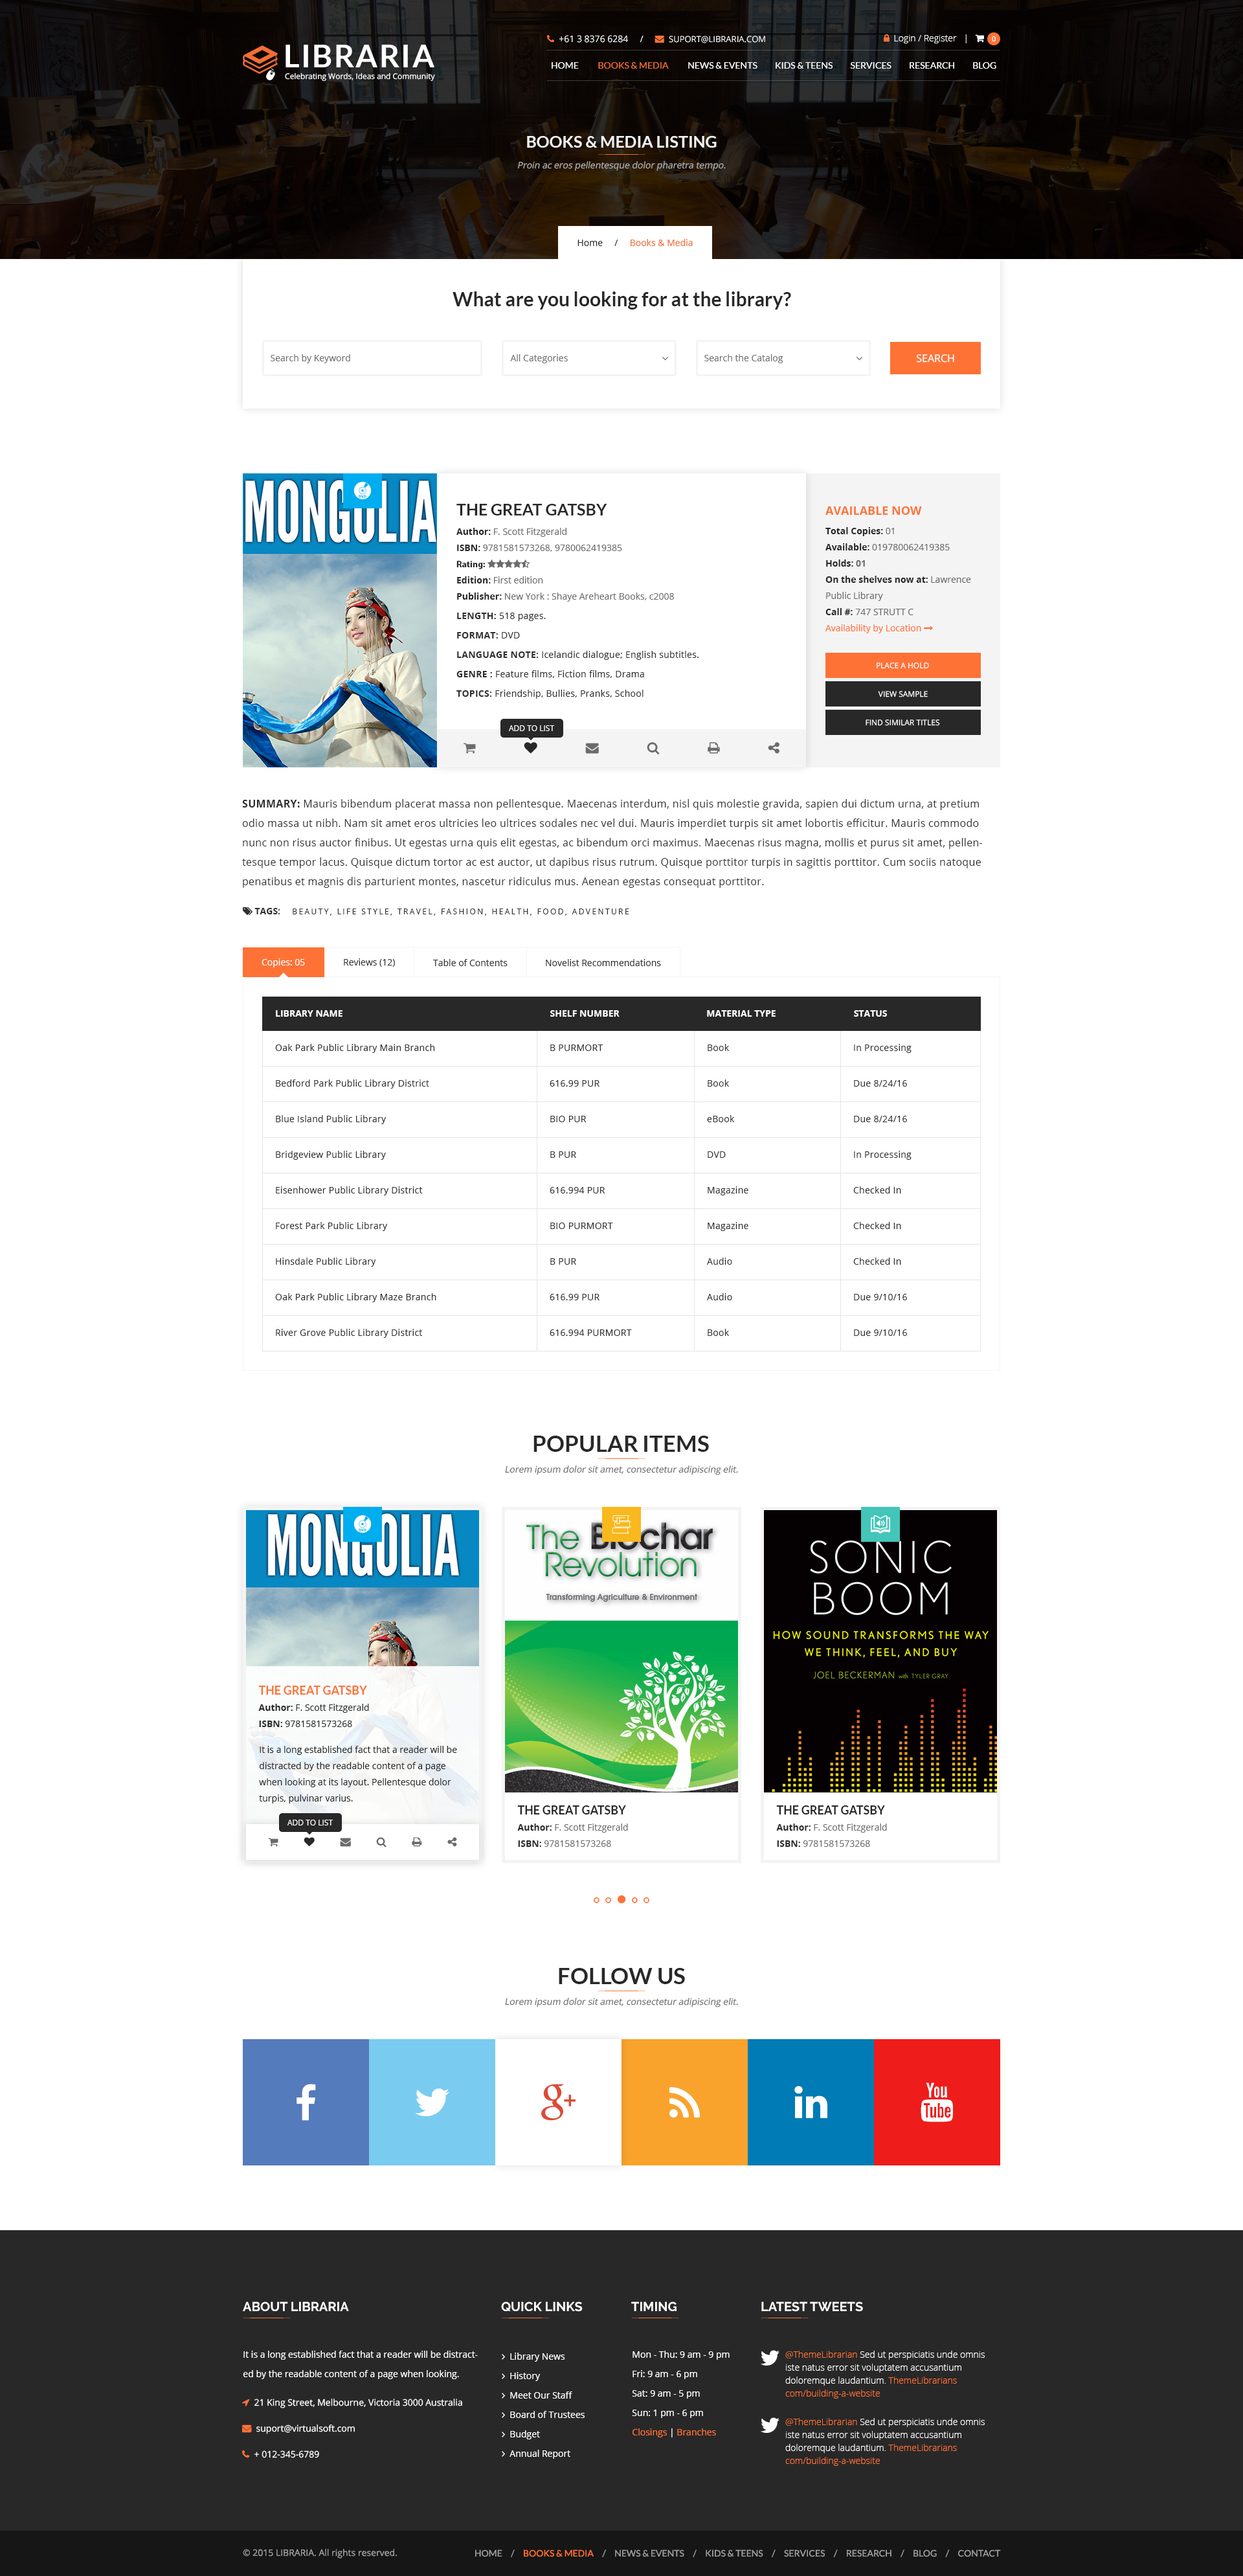 LIBRARIA
Celebrating Words, Ideas and Community
+61 3 8376 6284 / SUPORT@LIBRARIA.COM
Login / Register | 0
HOME BOOKS & MEDIA NEWS & EVENTS KIDS & TEENS SERVICES RESEARCH BLOG
BOOKS & MEDIA LISTING
Proin ac eros pellentesque dolor pharetra tempo.
Home / Books & Media
What are you looking for at the library?
Search by Keyword
All Categories
Search the Catalog
SEARCH
MONGOLIA
THE GREAT GATSBY
Author: F. Scott Fitzgerald
ISBN: 9781581573268, 9780062419385
Rating:
Edition: First edition
Publisher: New York : Shaye Areheart Books, c2008
LENGTH: 518 pages.
FORMAT: DVD
LANGUAGE NOTE: Icelandic dialogue; English subtitles.
GENRE : Feature films, Fiction films, Drama
TOPICS: Friendship, Bullies, Pranks, School
ADD TO LIST
AVAILABLE NOW
Total Copies: 01
Available: 019780062419385
Holds: 01
On the shelves now at: Lawrence
Public Library
Call #: 747 STRUTT C
Availability by Location
PLACE A HOLD
VIEW SAMPLE
FIND SIMILAR TITLES
SUMMARY: Mauris bibendum placerat massa non pellentesque. Maecenas interdum, nisl quis molestie gravida, sapien dui dictum urna, at pretium
odio massa ut nibh. Nam sit amet eros ultricies leo ultrices sodales nec vel dui. Mauris imperdiet turpis sit amet lobortis efficitur. Mauris commodo
nunc non risus auctor finibus. Ut egestas urna quis elit egestas, ac bibendum orci maximus. Maecenas risus magna, mollis et purus sit amet, pellen-
tesque tempor lacus. Quisque dictum tortor ac est auctor, ut dapibus risus rutrum. Quisque porttitor turpis in sagittis porttitor. Cum sociis natoque
penatibus et magnis dis parturient montes, nascetur ridiculus mus. Aenean egestas consequat porttitor.
TAGS: BEAUTY, LIFE STYLE, TRAVEL, FASHION, HEALTH, FOOD, ADVENTURE
Copies: 05 Reviews (12) Table of Contents Novelist Recommendations
LIBRARY NAME SHELF NUMBER MATERIAL TYPE STATUS
Oak Park Public Library Main Branch B PURMORT Book In Processing
Bedford Park Public Library District 616.99 PUR Book Due 8/24/16
Blue Island Public Library BIO PUR eBook Due 8/24/16
Bridgeview Public Library B PUR DVD In Processing
Eisenhower Public Library District 616.994 PUR Magazine Checked In
Forest Park Public Library BIO PURMORT Magazine Checked In
Hinsdale Public Library B PUR Audio Checked In
Oak Park Public Library Maze Branch 616.99 PUR Audio Due 9/10/16
River Grove Public Library District 616.994 PURMORT Book Due 9/10/16
POPULAR ITEMS
Lorem ipsum dolor sit amet, consectetur adipiscing elit.
MONGOLIA
THE GREAT GATSBY
Author: F. Scott Fitzgerald
ISBN: 9781581573268
It is a long established fact that a reader will be
distracted by the readable content of a page
when looking at its layout. Pellentesque dolor
turpis, pulvinar varius.
ADD TO LIST
The Biochar
Revolution
Transforming Agriculture & Environment
THE GREAT GATSBY
Author: F. Scott Fitzgerald
ISBN: 9781581573268
SONIC
BOOM
HOW SOUND TRANSFORMS THE WAY
WE THINK, FEEL, AND BUY
JOEL BECKERMAN with TYLER GRAY
THE GREAT GATSBY
Author: F. Scott Fitzgerald
ISBN: 9781581573268
FOLLOW US
Lorem ipsum dolor sit amet, consectetur adipiscing elit.
f
g+
in
You
Tube
ABOUT LIBRARIA
It is a long established fact that a reader will be distract-
ed by the readable content of a page when looking.
21 King Street, Melbourne, Victoria 3000 Australia
suport@virtualsoft.com
+ 012-345-6789
QUICK LINKS
Library News
History
Meet Our Staff
Board of Trustees
Budget
Annual Report
TIMING
Mon - Thu: 9 am - 9 pm
Fri: 9 am - 6 pm
Sat: 9 am - 5 pm
Sun: 1 pm - 6 pm
Closings | Branches
LATEST TWEETS
@ThemeLibrarian Sed ut perspiciatis unde omnis
iste natus error sit voluptatem accusantium
doloremque laudantium. ThemeLibrarians
com/building-a-website
@ThemeLibrarian Sed ut perspiciatis unde omnis
iste natus error sit voluptatem accusantium
doloremque laudantium. ThemeLibrarians
com/building-a-website
© 2015 LIBRARIA. All rights reserved.
HOME / BOOKS & MEDIA / NEWS & EVENTS / KIDS & TEENS / SERVICES / RESEARCH / BLOG / CONTACT